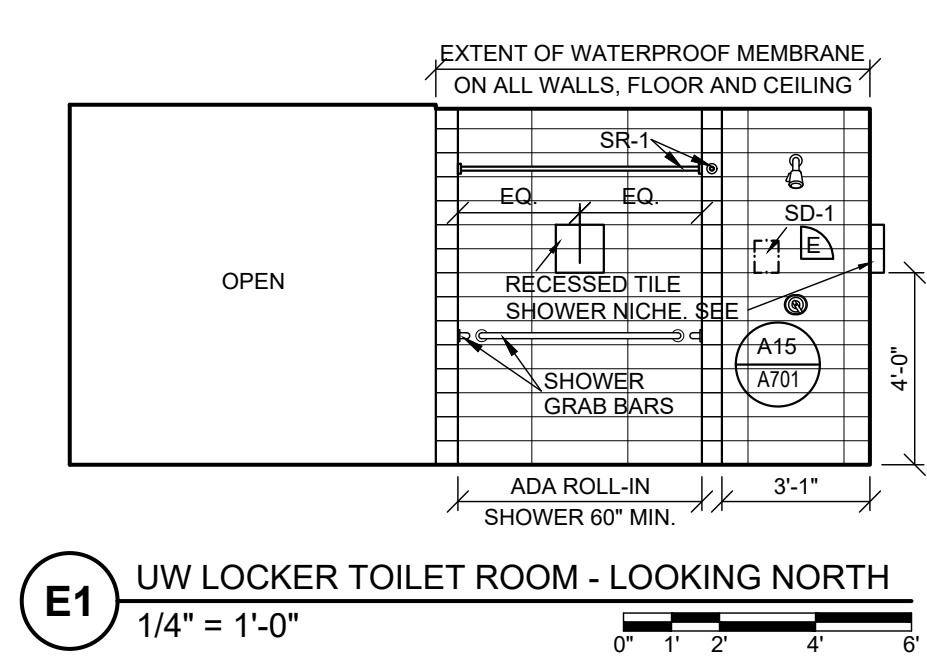 EXTENT OF WATERPROOF MEMBRANE
ON ALL WALLS, FLOOR AND CEILING
SR-1
EQ.
EQ.
SD-1
E
OPEN
RECESSED TILE
SHOWER NICHE. SEE
A15
A701
4'-0"
SHOWER
GRAB BARS
ADA ROLL-IN
SHOWER 60" MIN.
3'-1"
E1
UW LOCKER TOILET ROOM - LOOKING NORTH
1/4" = 1'-0"
0" 1' 2' 4' 6'